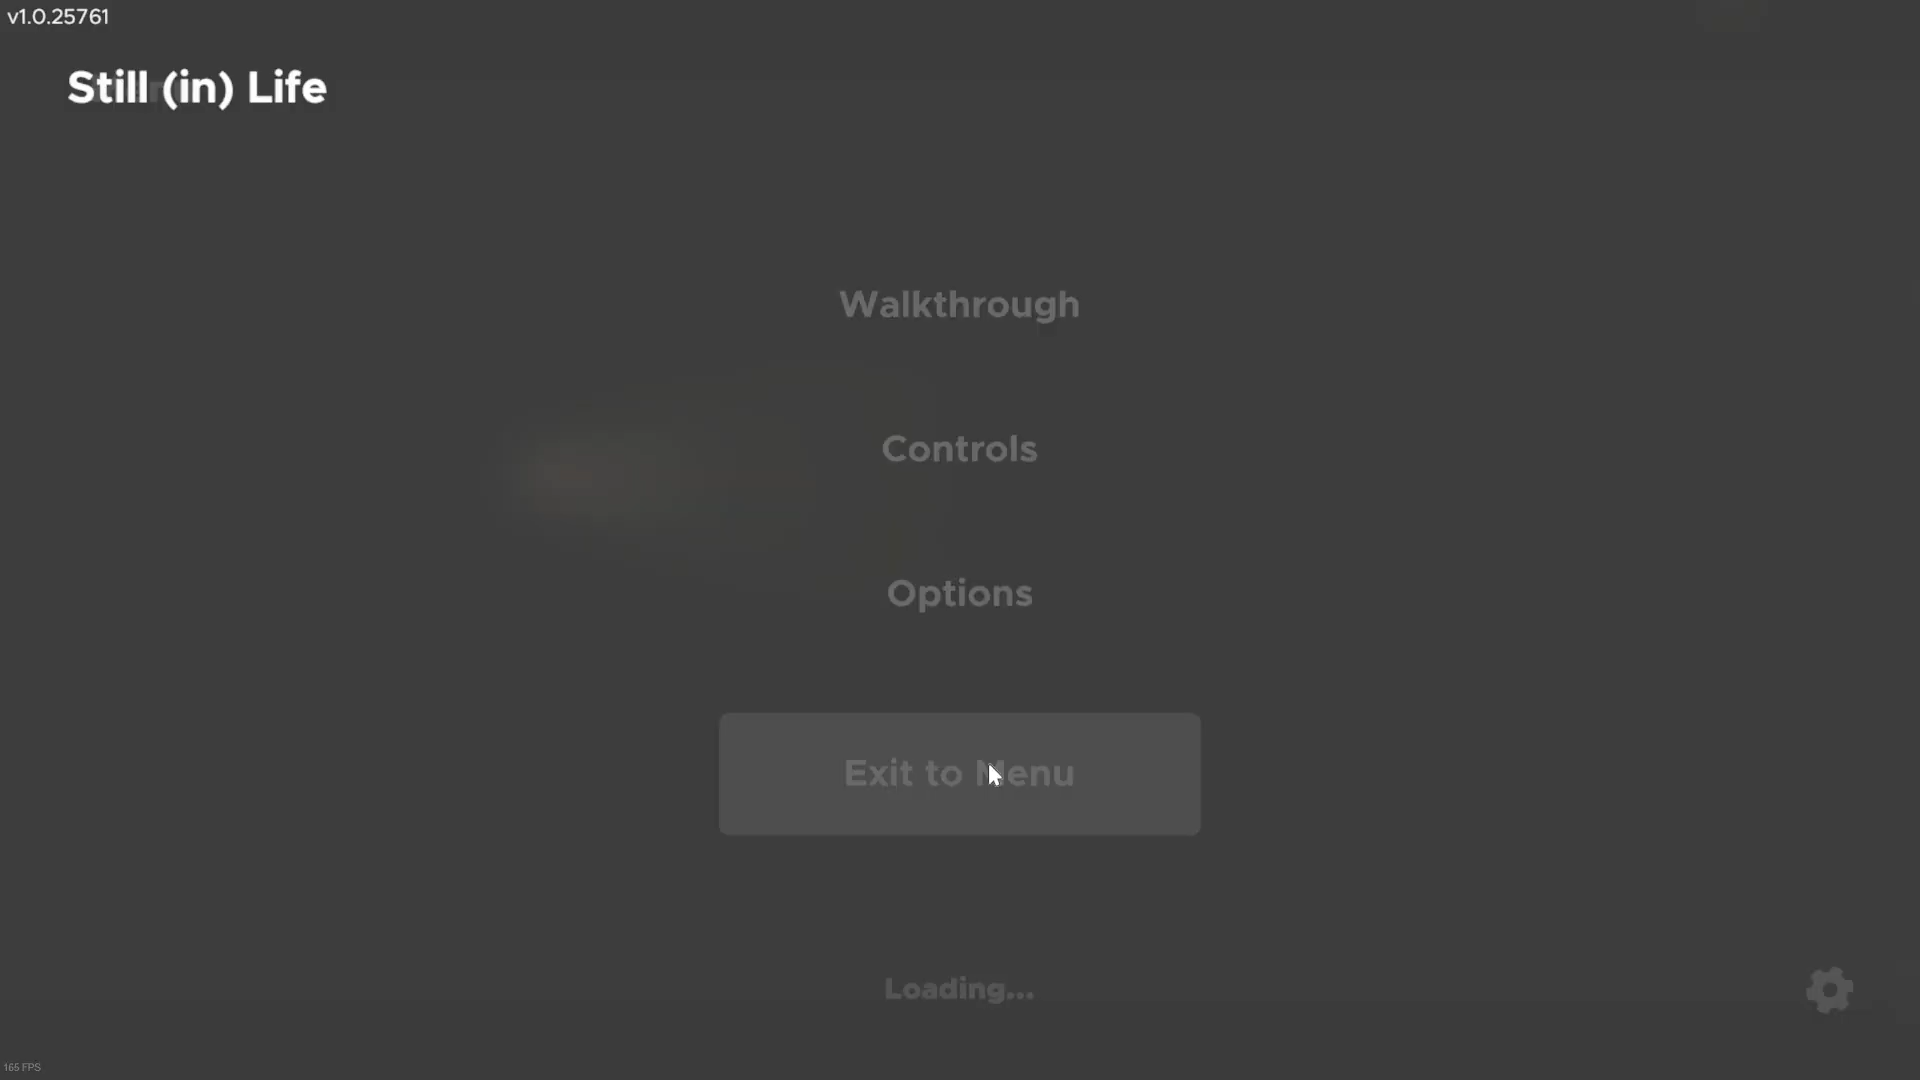 v1.0.25761
Still (in) Life
Walkthrough
Controls
Options
Exit to Menu
Loading...
165 FPS